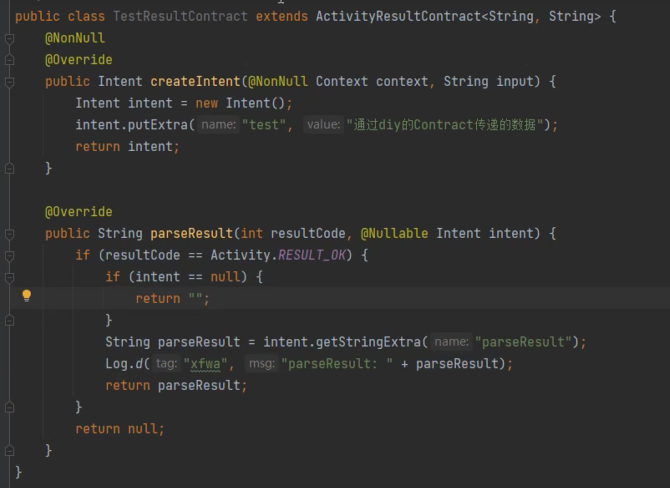 public class TestResultContract extends ActivityResultContract<String, String> {
@NonNull
@Override
public Intent createIntent(@NonNull Context context, String input) {
Intent intent = new Intent();
intent.putExtra( name: "test", value: "通过diy的Contract传递的数据");
return intent;
}
@Override
public String parseResult(int resultCode, @Nullable Intent intent) {
if (resultCode == Activity.RESULT_OK) {
if (intent == null) {
return "";
}
String parseResult = intent.getStringExtra( name: "parseResult");
Log.d( tag: "xfwa", msg: "parseResult: " + parseResult);
return parseResult;
}
return null;
}
}